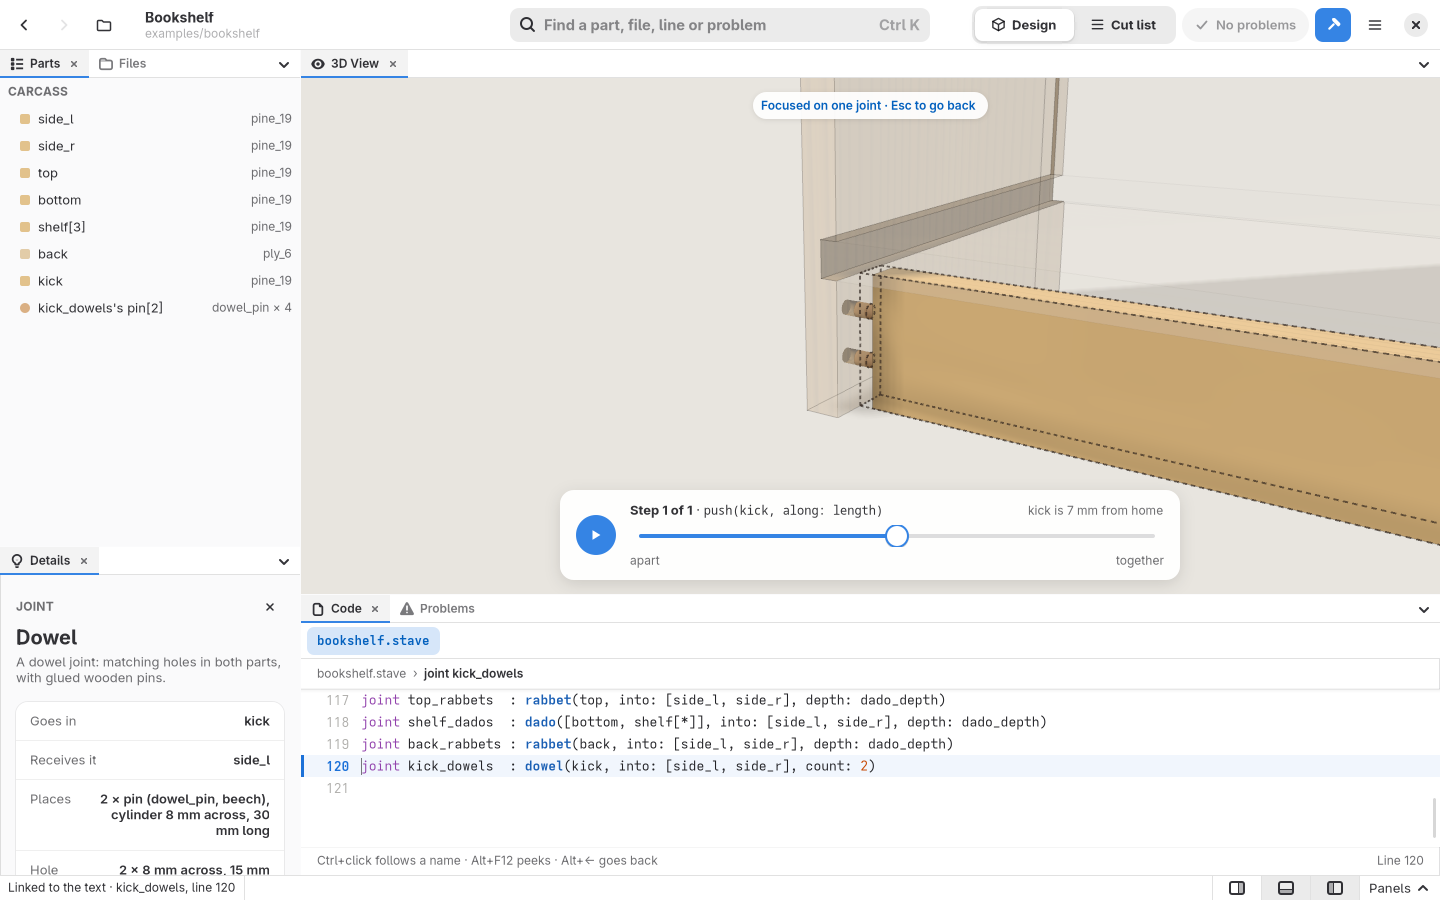 Bookshelf
examples/bookshelf
Find a part, file, line or problem Ctrl K
Design
Cut list
No problems
Parts
Files
3D View
CARCASS
side_l pine_19
side_r pine_19
top pine_19
bottom pine_19
shelf[3] pine_19
back ply_6
kick pine_19
kick_dowels's pin[2] dowel_pin × 4
Focused on one joint · Esc to go back
Step 1 of 1 · push(kick, along: length) kick is 7 mm from home
apart together
Details
JOINT
Dowel
A dowel joint: matching holes in both parts,
with glued wooden pins.
Goes in kick
Receives it side_l
Places 2 × pin (dowel_pin, beech),
cylinder 8 mm across, 30
mm long
Hole 2 × 8 mm across, 15 mm
Code
Problems
bookshelf.stave
bookshelf.stave › joint kick_dowels
117 joint top_rabbets : rabbet(top, into: [side_l, side_r], depth: dado_depth)
118 joint shelf_dados : dado([bottom, shelf[*]], into: [side_l, side_r], depth: dado_depth)
119 joint back_rabbets : rabbet(back, into: [side_l, side_r], depth: dado_depth)
120 joint kick_dowels : dowel(kick, into: [side_l, side_r], count: 2)
121
Ctrl+click follows a name · Alt+F12 peeks · Alt+← goes back Line 120
Linked to the text · kick_dowels, line 120
Panels